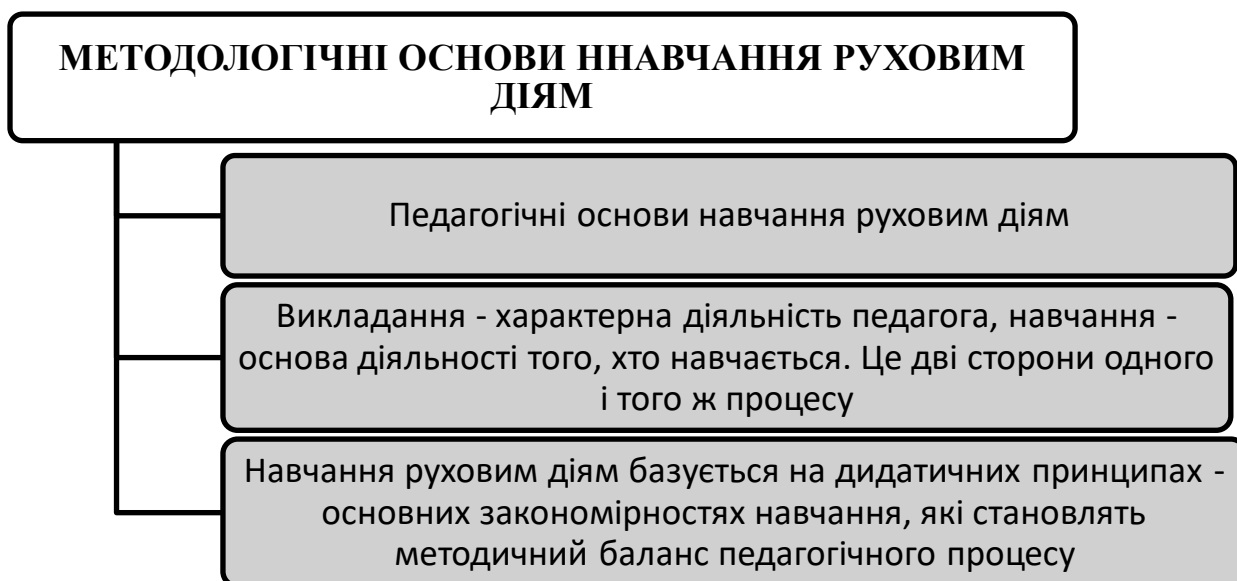 МЕТОДОЛОГІЧНІ ОСНОВИ ННАВЧАННЯ РУХОВИМ
ДІЯМ
Педагогічні основи навчання руховим діям
Викладання - характерна діяльність педагога, навчання -
основа діяльності того, хто навчається. Це дві сторони одного
і того ж процесу
Навчання руховим діям базується на дидатичних принципах -
основних закономірностях навчання, які становлять
методичний баланс педагогічного процесу